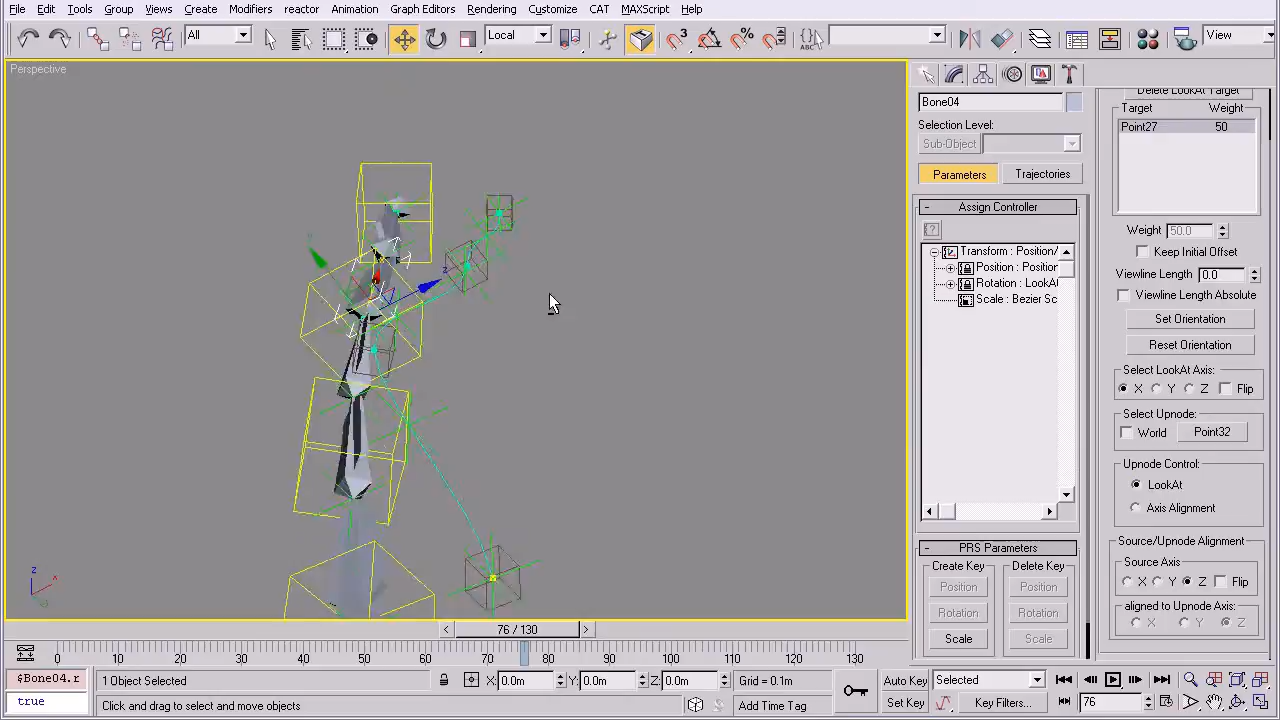 File Edit Tools Group Views Create Modifiers reactor Animation Graph Editors Rendering Customize CAT MAXScript Help
All Local View
Perspective
Bone04
Selection Level:
Sub-Object
Parameters Trajectories
Assign Controller
Transform : Position/
Position : Position
Rotation : LookA
Scale : Bezier Sc
PRS Parameters
Create Key Delete Key
Position Position
Rotation Rotation
Scale Scale
Delete LookAt Target
Target Weight
Point27 50
Weight 50.0
Keep Initial Offset
Viewline Length 0.0
Viewline Length Absolute
Set Orientation
Reset Orientation
Select LookAt Axis:
X Y Z Flip
Select Upnode:
World Point32
Upnode Control:
LookAt
Axis Alignment
Source/Upnode Alignment
Source Axis
X Y Z Flip
aligned to Upnode Axis:
X Y Z
z
z x
< 76 / 130 >
0 10 20 30 40 50 60 70 80 90 100 110 120 130
$Bone04.r
true
1 Object Selected X: 0.0m Y: 0.0m Z: 0.0m Grid = 0.1m
Click and drag to select and move objects Add Time Tag
Auto Key Selected
Set Key Key Filters... 76